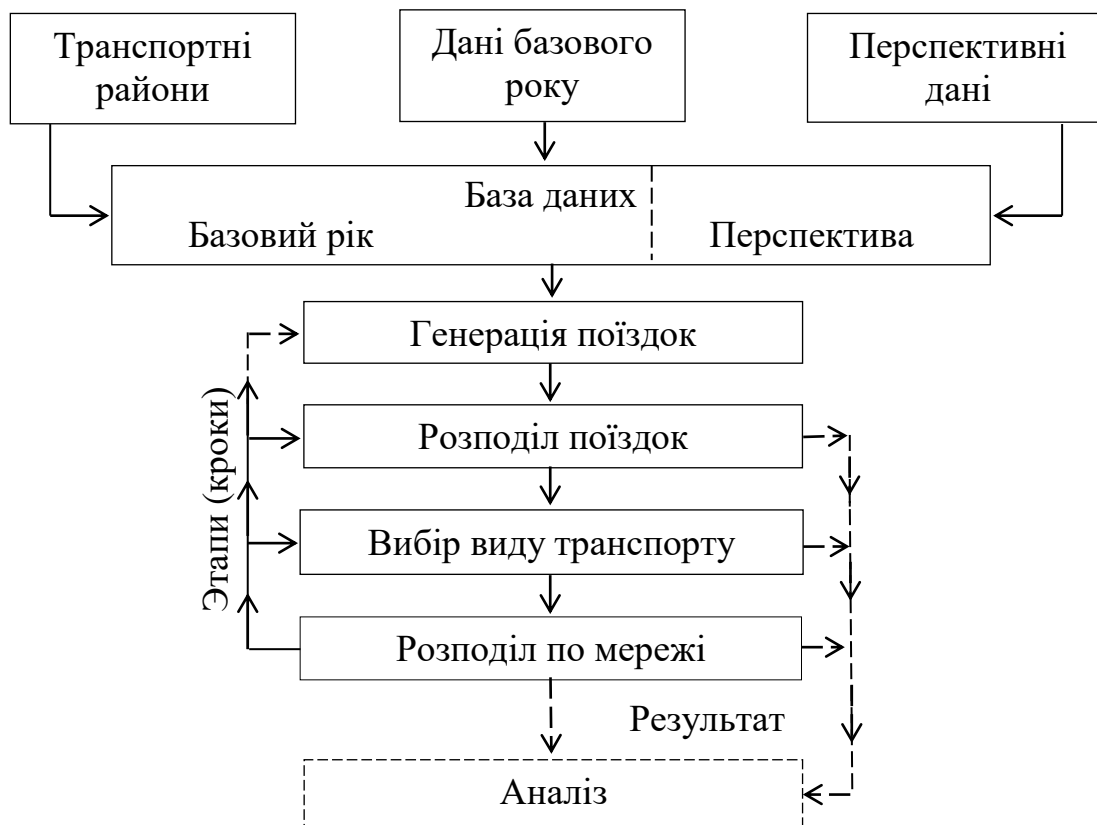 Транспортні
райони
Дані базового
року
Перспективні
дані
База даних
Базовий рік
Перспектива
Генерація поїздок
Розподіл поїздок
Вибір виду транспорту
Розподіл по мережі
Этапи (кроки)
Результат
Аналіз